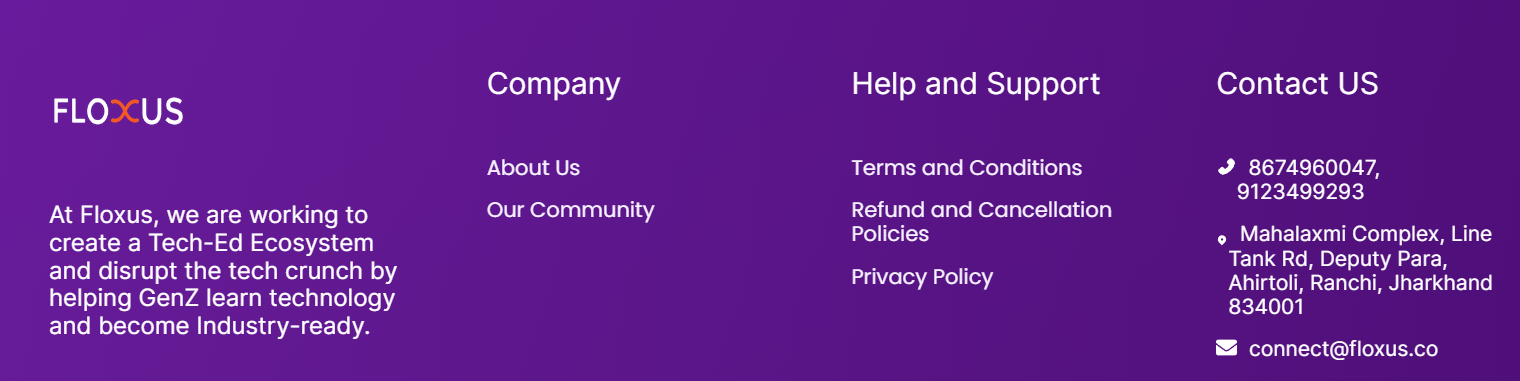 FLOXUS
At Floxus, we are working to
create a Tech-Ed Ecosystem
and disrupt the tech crunch by
helping GenZ learn technology
and become Industry-ready.
Company
About Us
Our Community
Help and Support
Terms and Conditions
Refund and Cancellation
Policies
Privacy Policy
Contact US
8674960047,
9123499293
Mahalaxmi Complex, Line
Tank Rd, Deputy Para,
Ahirtoli, Ranchi, Jharkhand
834001
connect@floxus.co